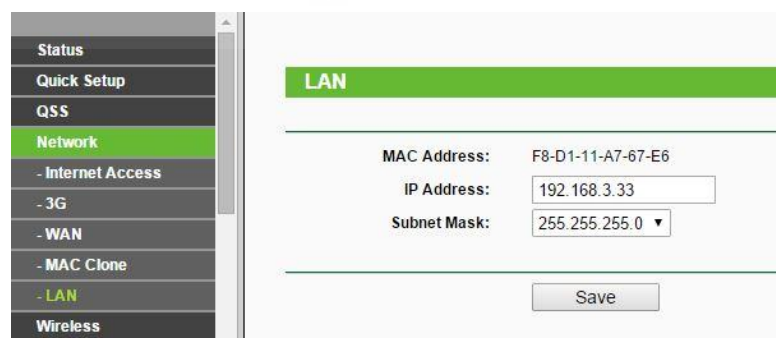 Status
Quick Setup
QSS
Network
- Internet Access
- 3G
- WAN
- MAC Clone
- LAN
Wireless
LAN
MAC Address: F8-D1-11-A7-67-E6
IP Address: 192.168.3.33
Subnet Mask: 255.255.255.0
Save